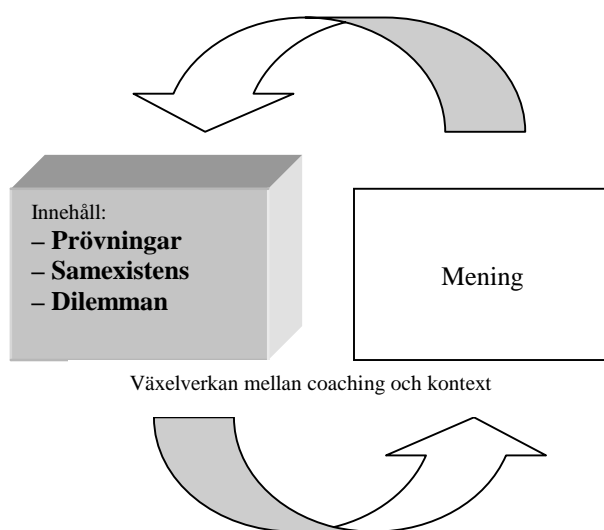 Innehåll:
– Prövningar
– Samexistens
– Dilemman
Mening
Växelverkan mellan coaching och kontext